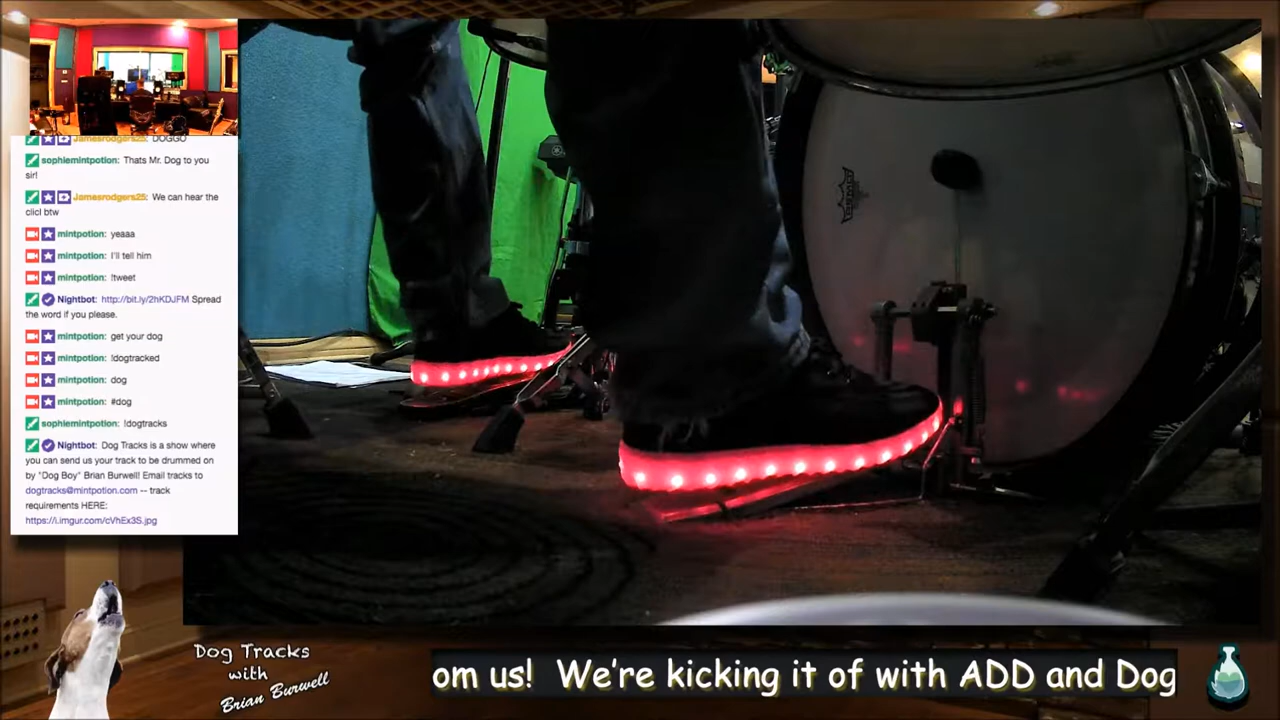 Jamesrodgers25: DOGGO
sophiemintpotion: Thats Mr. Dog to you
sir!
Jamesrodgers25: We can hear the
clicl btw
mintpotion: yeaaa
mintpotion: I'll tell him
mintpotion: !tweet
Nightbot: http://bit.ly/2hKDJFM Spread
the word if you please.
mintpotion: get your dog
mintpotion: !dogtracked
mintpotion: dog
mintpotion: #dog
sophiemintpotion: !dogtracks
Nightbot: Dog Tracks is a show where
you can send us your track to be drummed on
by "Dog Boy" Brian Burwell! Email tracks to
dogtracks@mintpotion.com -- track
requirements HERE:
https://i.imgur.com/cVhEx3S.jpg
REMO
Dog Tracks
with
Brian Burwell
om us! We're kicking it of with ADD and Dog